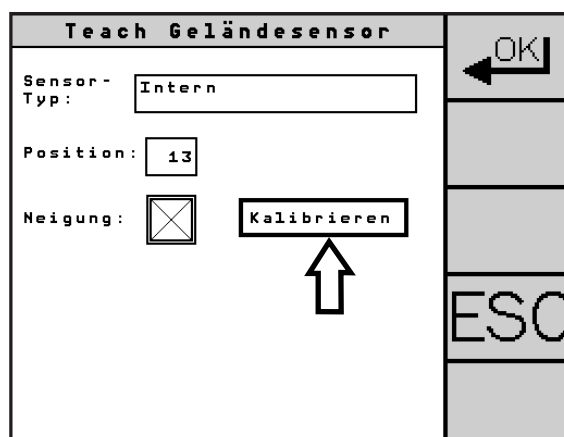 Teach Geländesensor
OK
Sensor-
Typ:
Intern
Position:
13
Neigung:
Kalibrieren
ESC